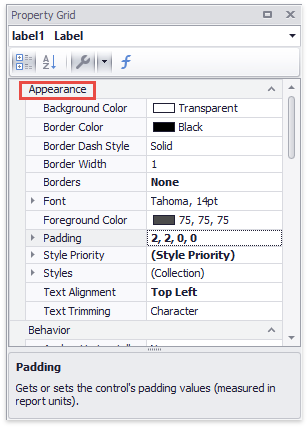 Property Grid
label1 Label
A Z
f
Appearance
Background Color Transparent
Border Color Black
Border Dash Style Solid
Border Width 1
Borders None
Font Tahoma, 14pt
Foreground Color 75, 75, 75
Padding 2, 2, 0, 0
Style Priority (Style Priority)
Styles (Collection)
Text Alignment Top Left
Text Trimming Character
Behavior
Padding
Gets or sets the control's padding values (measured in
report units).